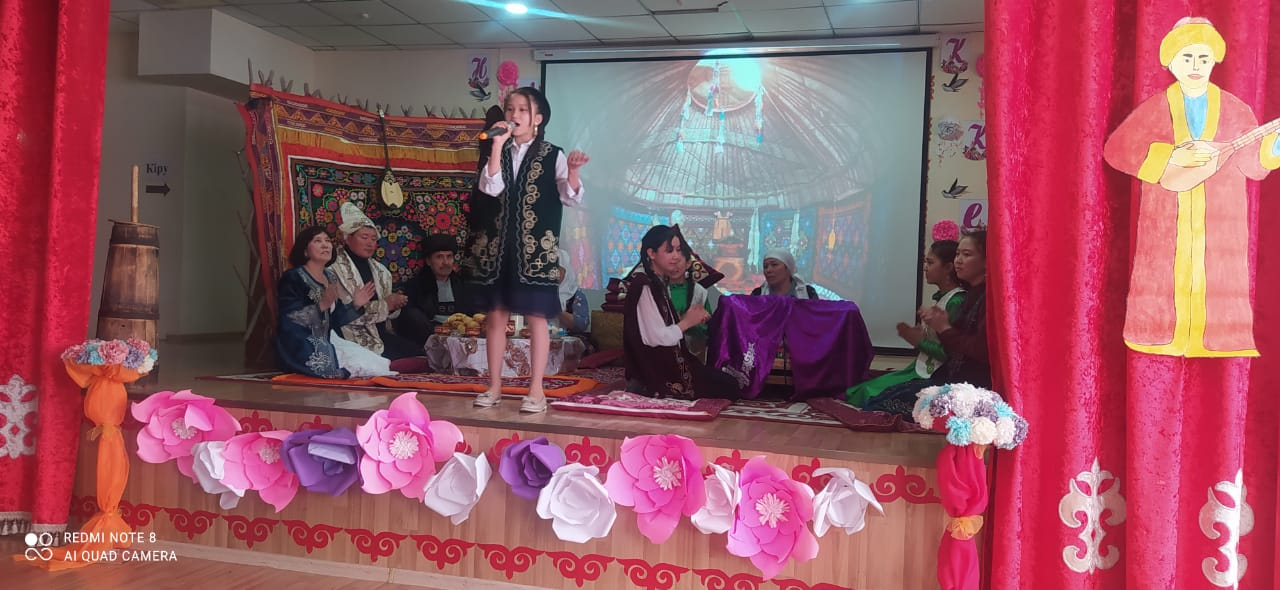 Кіру
REDMI NOTE 8
AI QUAD CAMERA